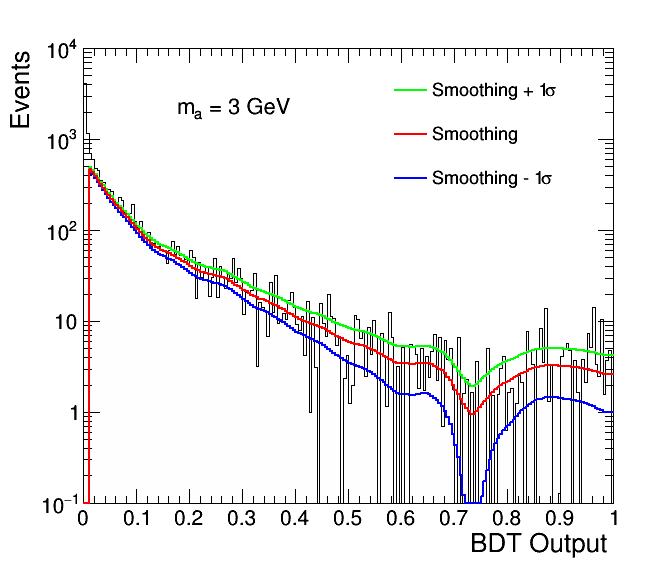 Events
10⁴
10³
10²
10
1
10⁻¹
mₐ = 3 GeV
Smoothing + 1σ
Smoothing
Smoothing - 1σ
0 0.1 0.2 0.3 0.4 0.5 0.6 0.7 0.8 0.9 1
BDT Output